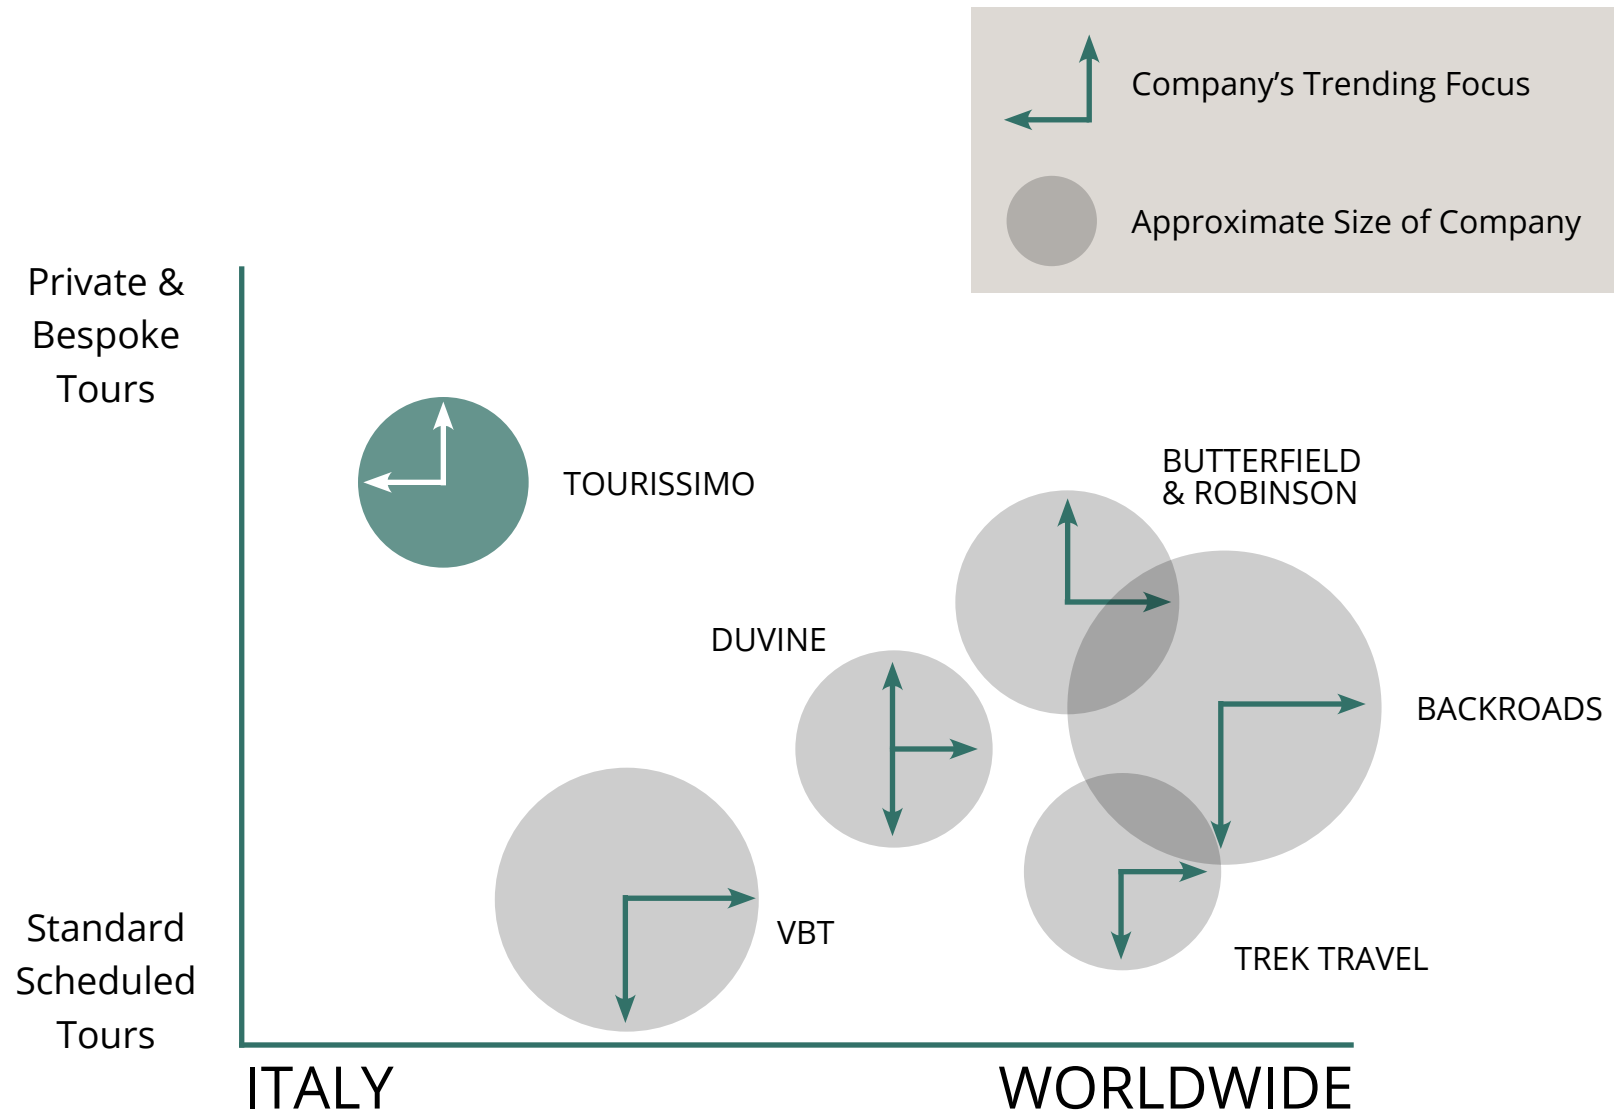 Company’s Trending Focus
Approximate Size of Company
Private &
Bespoke
Tours
TOURISSIMO
BUTTERFIELD
& ROBINSON
DUVINE
BACKROADS
VBT
TREK TRAVEL
Standard
Scheduled
Tours
ITALY
WORLDWIDE